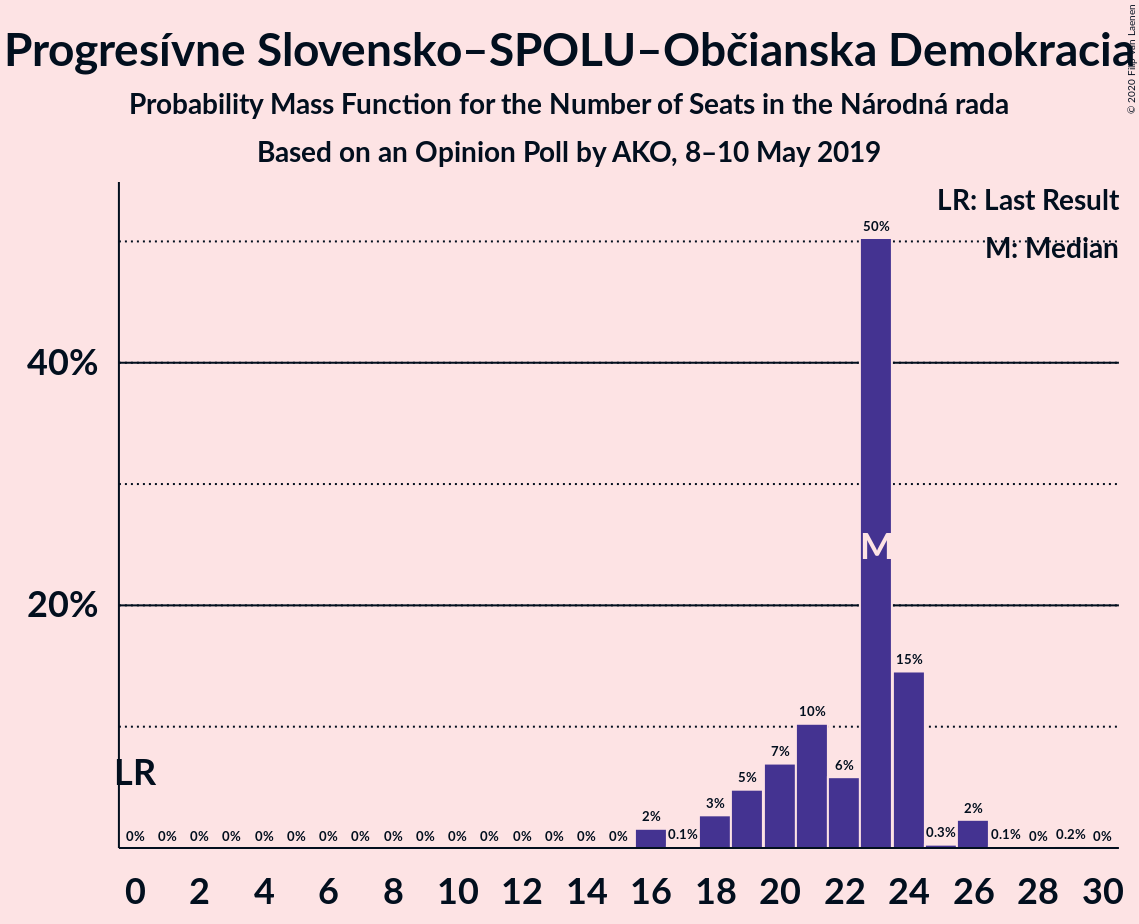 Progresívne Slovensko–SPOLU–Občianska Demokracia
Probability Mass Function for the Number of Seats in the Národná rada
Based on an Opinion Poll by AKO, 8–10 May 2019
© 2020 Filip van Laenen
LR: Last Result
M: Median
40%
20%
LR
M
0% 0% 0% 0% 0% 0% 0% 0% 0% 0% 0% 0% 0% 0% 0% 0% 2% 0.1% 3% 5% 7% 10% 6% 50% 15% 0.3% 2% 0.1% 0% 0.2% 0%
0 2 4 6 8 10 12 14 16 18 20 22 24 26 28 30